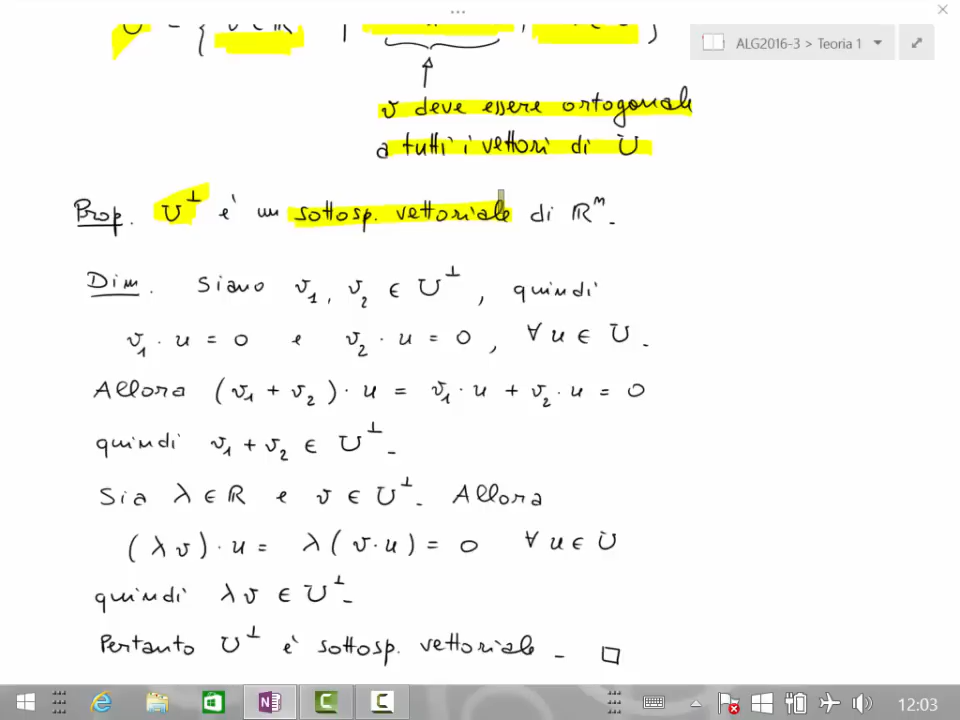 ALG2016-3 > Teoria 1
v deve essere ortogonale
a tutti i vettori di U
Prop. U⊥ è un sottosp. vettoriale di ℝᵐ.
Dim. Siano v₁, v₂ ∈ U⊥, quindi
v₁ · u = 0 e v₂ · u = 0, ∀ u ∈ U.
Allora (v₁ + v₂) · u = v₁ · u + v₂ · u = 0
quindi v₁ + v₂ ∈ U⊥.
Sia λ ∈ ℝ e v ∈ U⊥. Allora
(λv) · u = λ(v · u) = 0 ∀ u ∈ U
quindi λv ∈ U⊥.
Pertanto U⊥ è sottosp. vettoriale. □
12:03